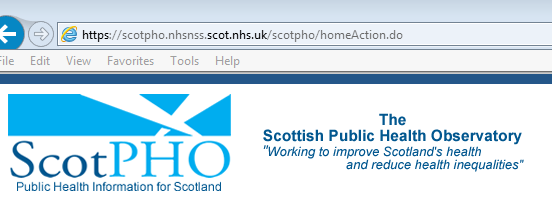 https://scotpho.nhsnss.scot.nhs.uk/scotpho/homeAction.do
File Edit View Favorites Tools Help
ScotPHO
Public Health Information for Scotland
The
Scottish Public Health Observatory
"Working to improve Scotland's health
and reduce health inequalities"